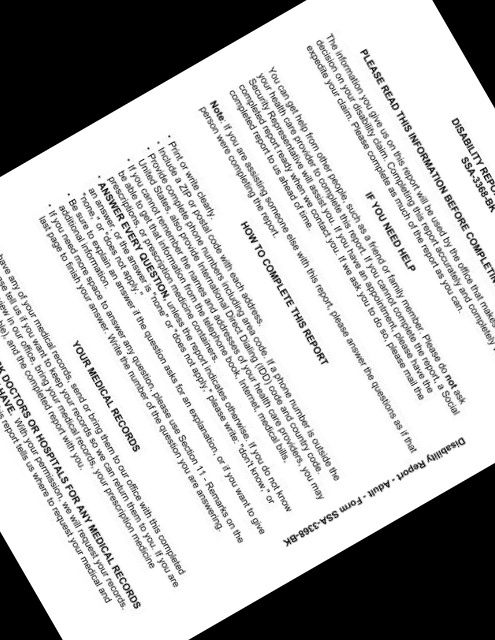 Disability Report - Adult - Form SSA-3368-BK
DISABILITY REPO
SSA-3368-BK
PLEASE READ THIS INFORMATION BEFORE COMPLETIN
The information you give us on this report will be used by the office that makes
decision on your disability claim. Completing this report accurately and completely
expedite your claim. Please complete as much of the report as you can.
IF YOU NEED HELP
You can get help from other people, such as a friend or family member. Please do not ask
your health care provider to complete this report. If you cannot complete the report, a Social
Security Representative will assist you. If you have an appointment, please have the
completed report ready when we contact you. If we ask you to do so, please mail the
completed report to us ahead of time.
Note: If you are assisting someone else with this report, please answer the questions as if that
person were completing the report.
HOW TO COMPLETE THIS REPORT
• Print or write clearly.
• Include a ZIP or postal code with each address.
• Provide complete phone numbers including area code. If a phone number is outside the
United States, also provide International Direct Dialing (IDD) code and country code.
• If you cannot remember the names and addresses of your health care providers, you may
be able to get that information from the telephone book, Internet, medical bills,
prescriptions, or prescription medicine containers.
• ANSWER EVERY QUESTION, unless the report indicates otherwise. If you do not know
an answer, or the answer is "none" or "does not apply," please write, "don't know," or
"none," or "does not apply."
• Be sure to explain an answer if the question asks for an explanation, or if you want to give
additional information.
• If you need more space to answer any question, please use Section 11 - Remarks on the
last page to finish your answer. Write the number of the question you are answering.
YOUR MEDICAL RECORDS
have any of your medical records, send or bring them to our office with this completed
se tell us if you want to keep your records so we can return them to you. If you are
view in our office, bring your medical records, your prescription medicine
e), and the completed report with you.
K DOCTORS OR HOSPITALS FOR ANY MEDICAL RECORDS
HAVE. With your permission, we will request your records.
s report tells us where to request your medical and